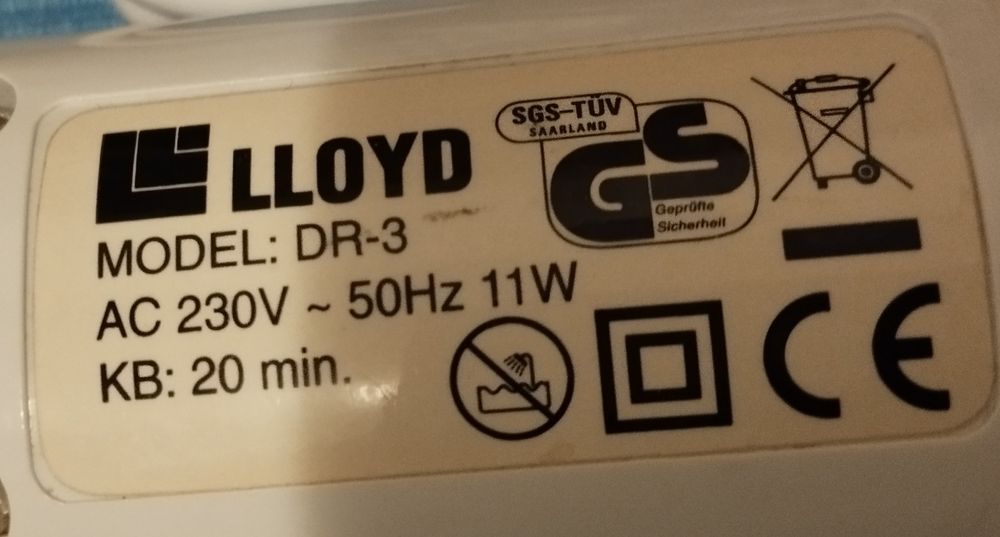 LLOYD
SGS-TÜV
SAARLAND
GS
Geprüfte
Sicherheit
MODEL: DR-3
AC 230V ~ 50Hz 11W
KB: 20 min.
CE